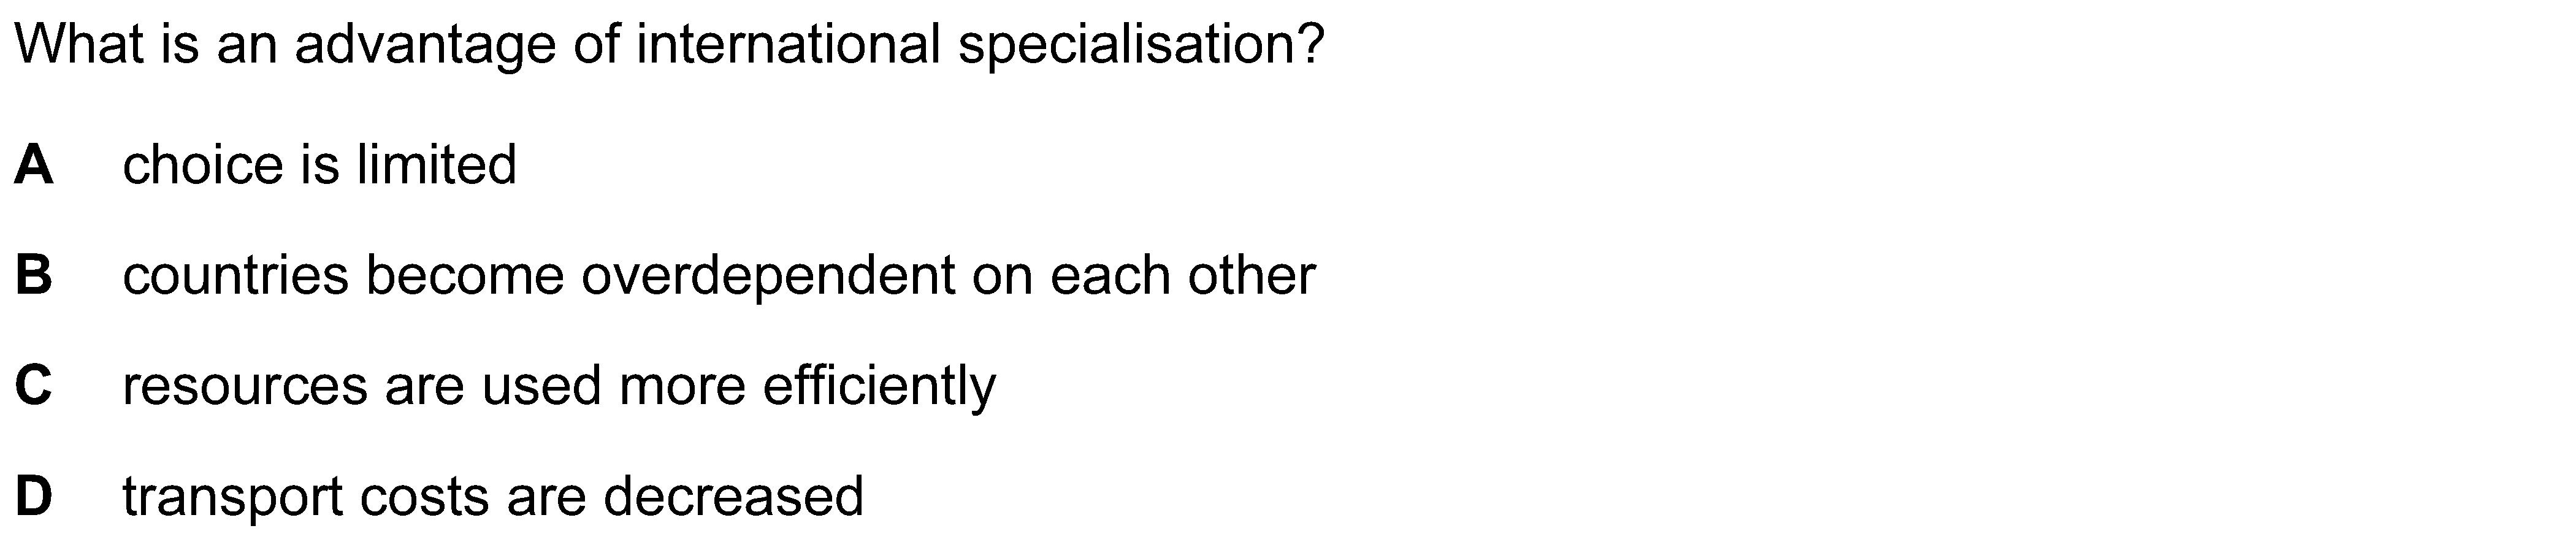 What is an advantage of international specialisation?
A choice is limited
B countries become overdependent on each other
C resources are used more efficiently
D transport costs are decreased